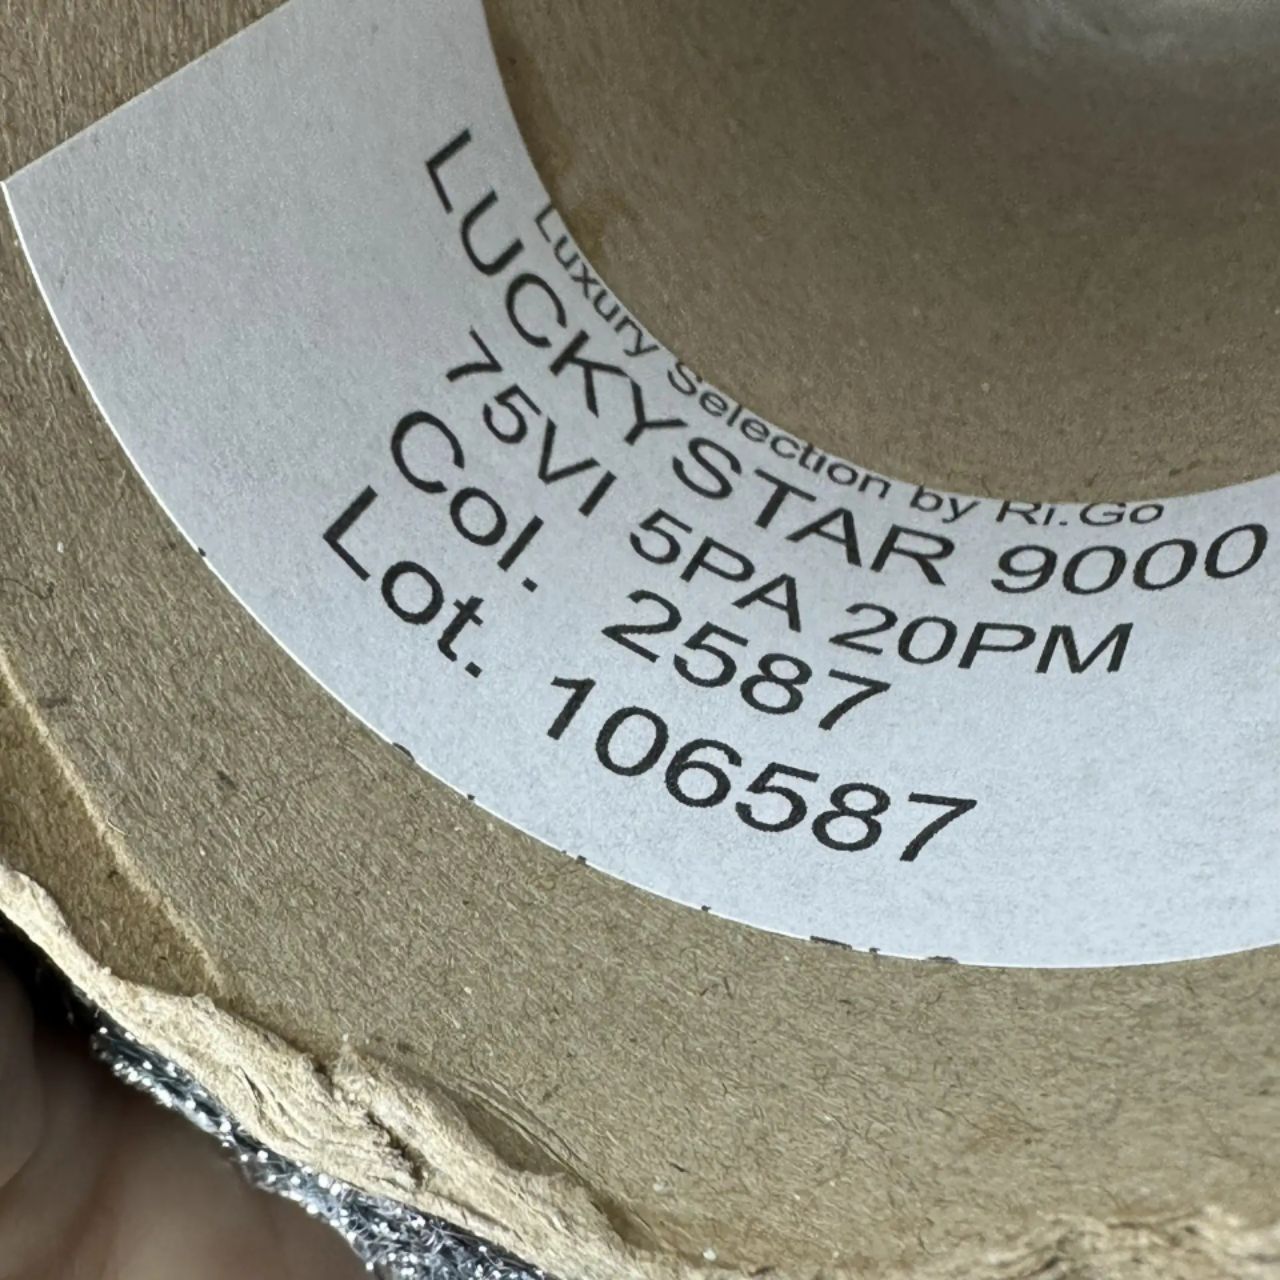 Luxury Selection by Ri.Go
LUCKYSTAR 9000
75VI 5PA 20PM
Col. 2587
Lot. 106587